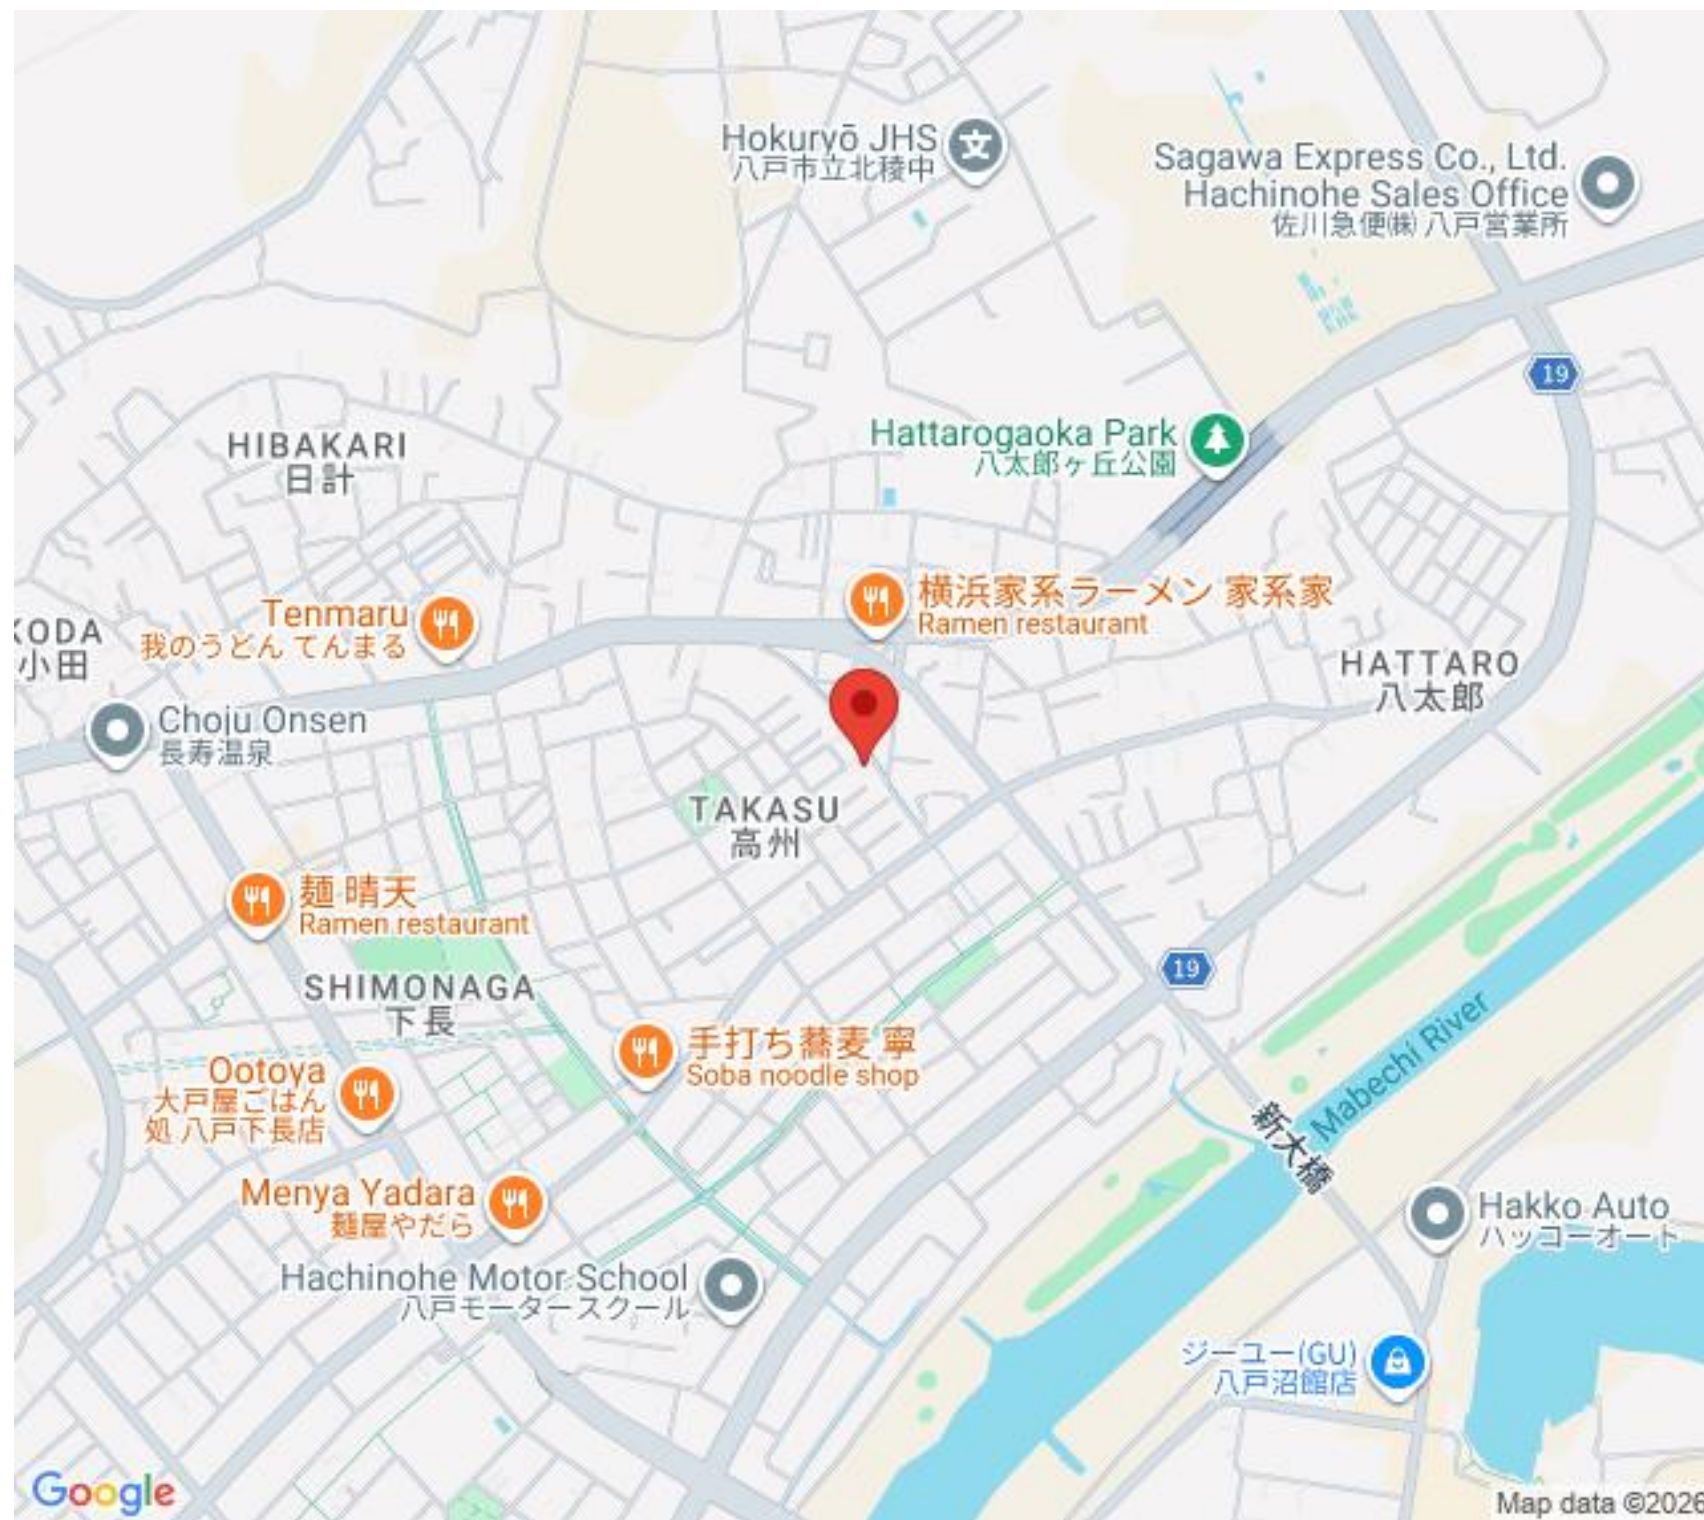 Hokuryō JHS
八戸市立北稜中
Sagawa Express Co., Ltd.
Hachinohe Sales Office
佐川急便㈱ 八戸営業所
19
Hattarogaoka Park
八太郎ヶ丘公園
HIBAKARI
日計
横浜家系ラーメン 家系家
Ramen restaurant
Tenmaru
我のうどん てんまる
KODA
小田
HATTARO
八太郎
Choju Onsen
長寿温泉
TAKASU
高州
麺 晴天
Ramen restaurant
19
SHIMONAGA
下長
手打ち蕎麦 寧
Soba noodle shop
Mabechi River
Ootoya
大戸屋ごはん
処 八戸下長店
新大橋
Menya Yadara
麺屋やだら
Hakko Auto
ハッコーオート
Hachinohe Motor School
八戸モータースクール
ジーユー(GU)
八戸沼館店
Google
Map data ©2026